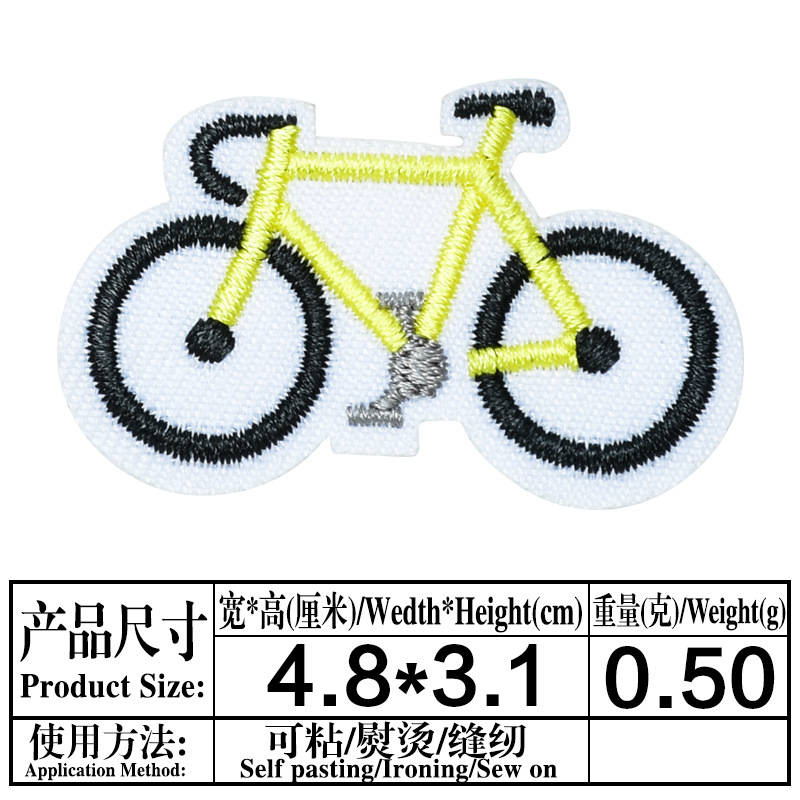 产品尺寸
Product Size:
宽*高(厘米)/Wedth*Height(cm)
4.8*3.1
重量(克)/Weight(g)
0.50
使用方法:
Application Method:
可粘/熨烫/缝纫
Self pasting/Ironing/Sew on